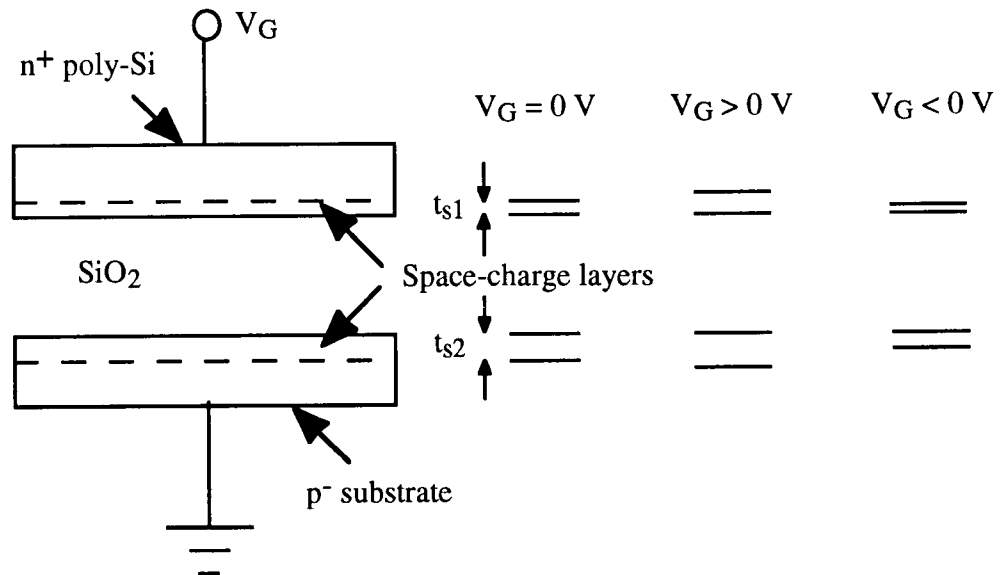 V_G
n⁺ poly-Si
V_G = 0 V
V_G > 0 V
V_G < 0 V
t_s1
SiO₂
Space-charge layers
t_s2
p⁻ substrate